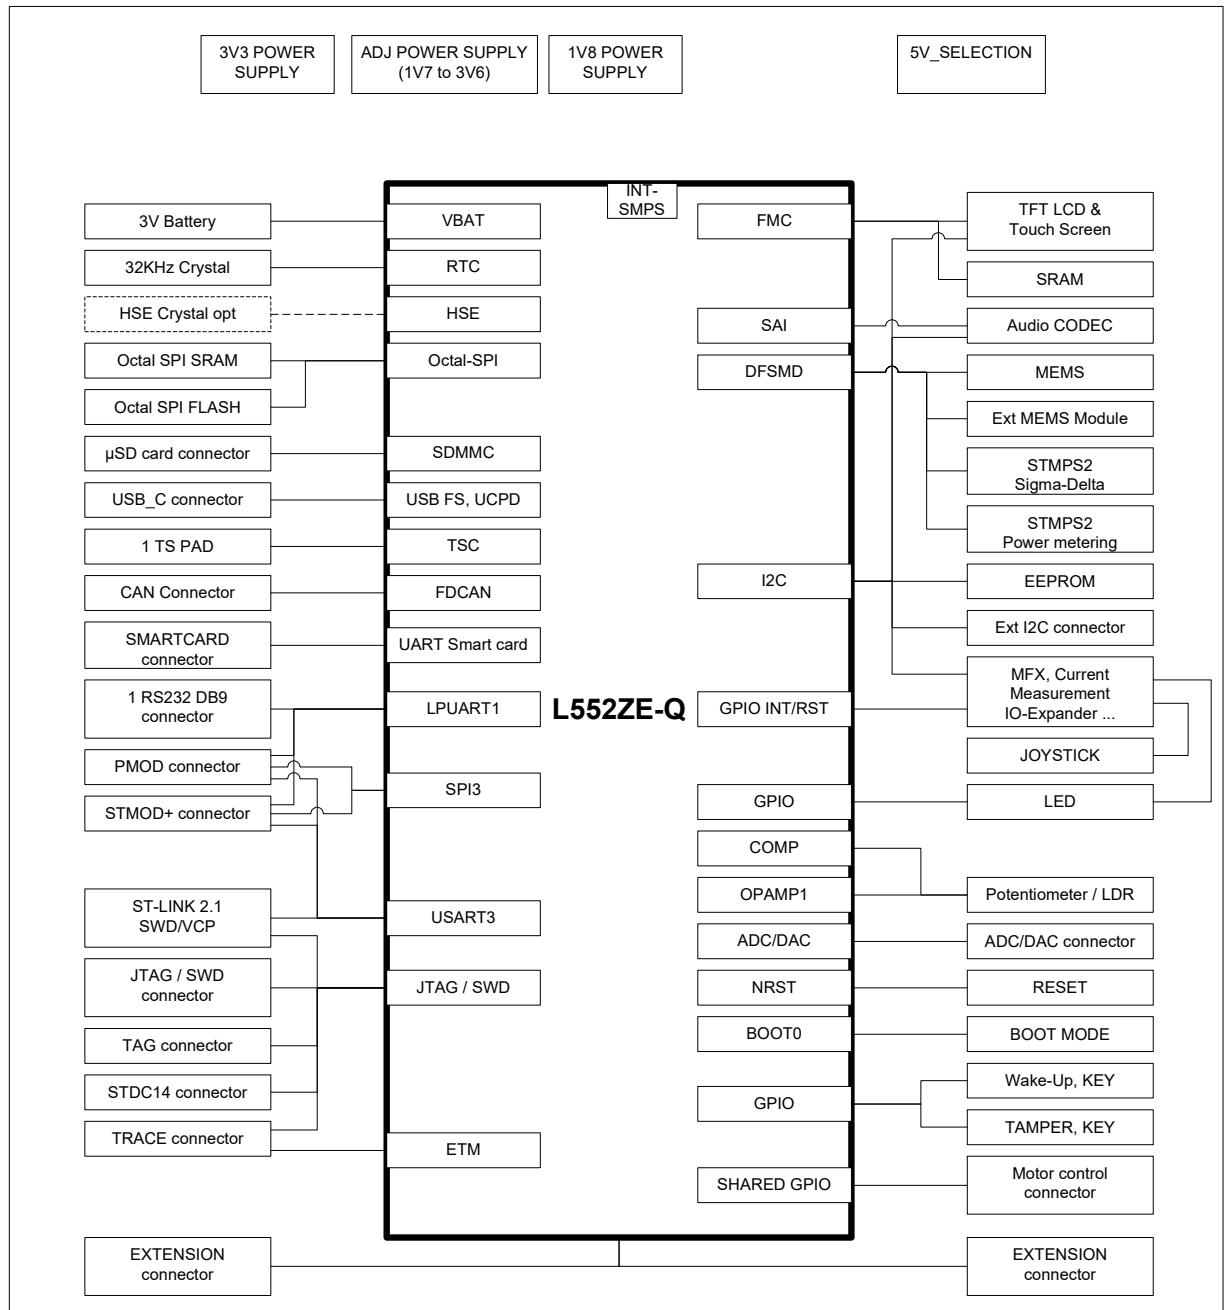 3V3 POWER
SUPPLY
ADJ POWER SUPPLY
(1V7 to 3V6)
1V8 POWER
SUPPLY
5V_SELECTION
INT-
SMPS
3V Battery
32KHz Crystal
HSE Crystal opt
Octal SPI SRAM
Octal SPI FLASH
µSD card connector
USB_C connector
1 TS PAD
CAN Connector
SMARTCARD
connector
1 RS232 DB9
connector
PMOD connector
STMOD+ connector
ST-LINK 2.1
SWD/VCP
JTAG / SWD
connector
TAG connector
STDC14 connector
TRACE connector
EXTENSION
connector
VBAT
RTC
HSE
Octal-SPI
SDMMC
USB FS, UCPD
TSC
FDCAN
UART Smart card
LPUART1
SPI3
USART3
JTAG / SWD
ETM
L552ZE-Q
FMC
SAI
DFSMD
I2C
GPIO INT/RST
GPIO
COMP
OPAMP1
ADC/DAC
NRST
BOOT0
GPIO
SHARED GPIO
TFT LCD &
Touch Screen
SRAM
Audio CODEC
MEMS
Ext MEMS Module
STMPS2
Sigma-Delta
STMPS2
Power metering
EEPROM
Ext I2C connector
MFX, Current
Measurement
IO-Expander ...
JOYSTICK
LED
Potentiometer / LDR
ADC/DAC connector
RESET
BOOT MODE
Wake-Up, KEY
TAMPER, KEY
Motor control
connector
EXTENSION
connector